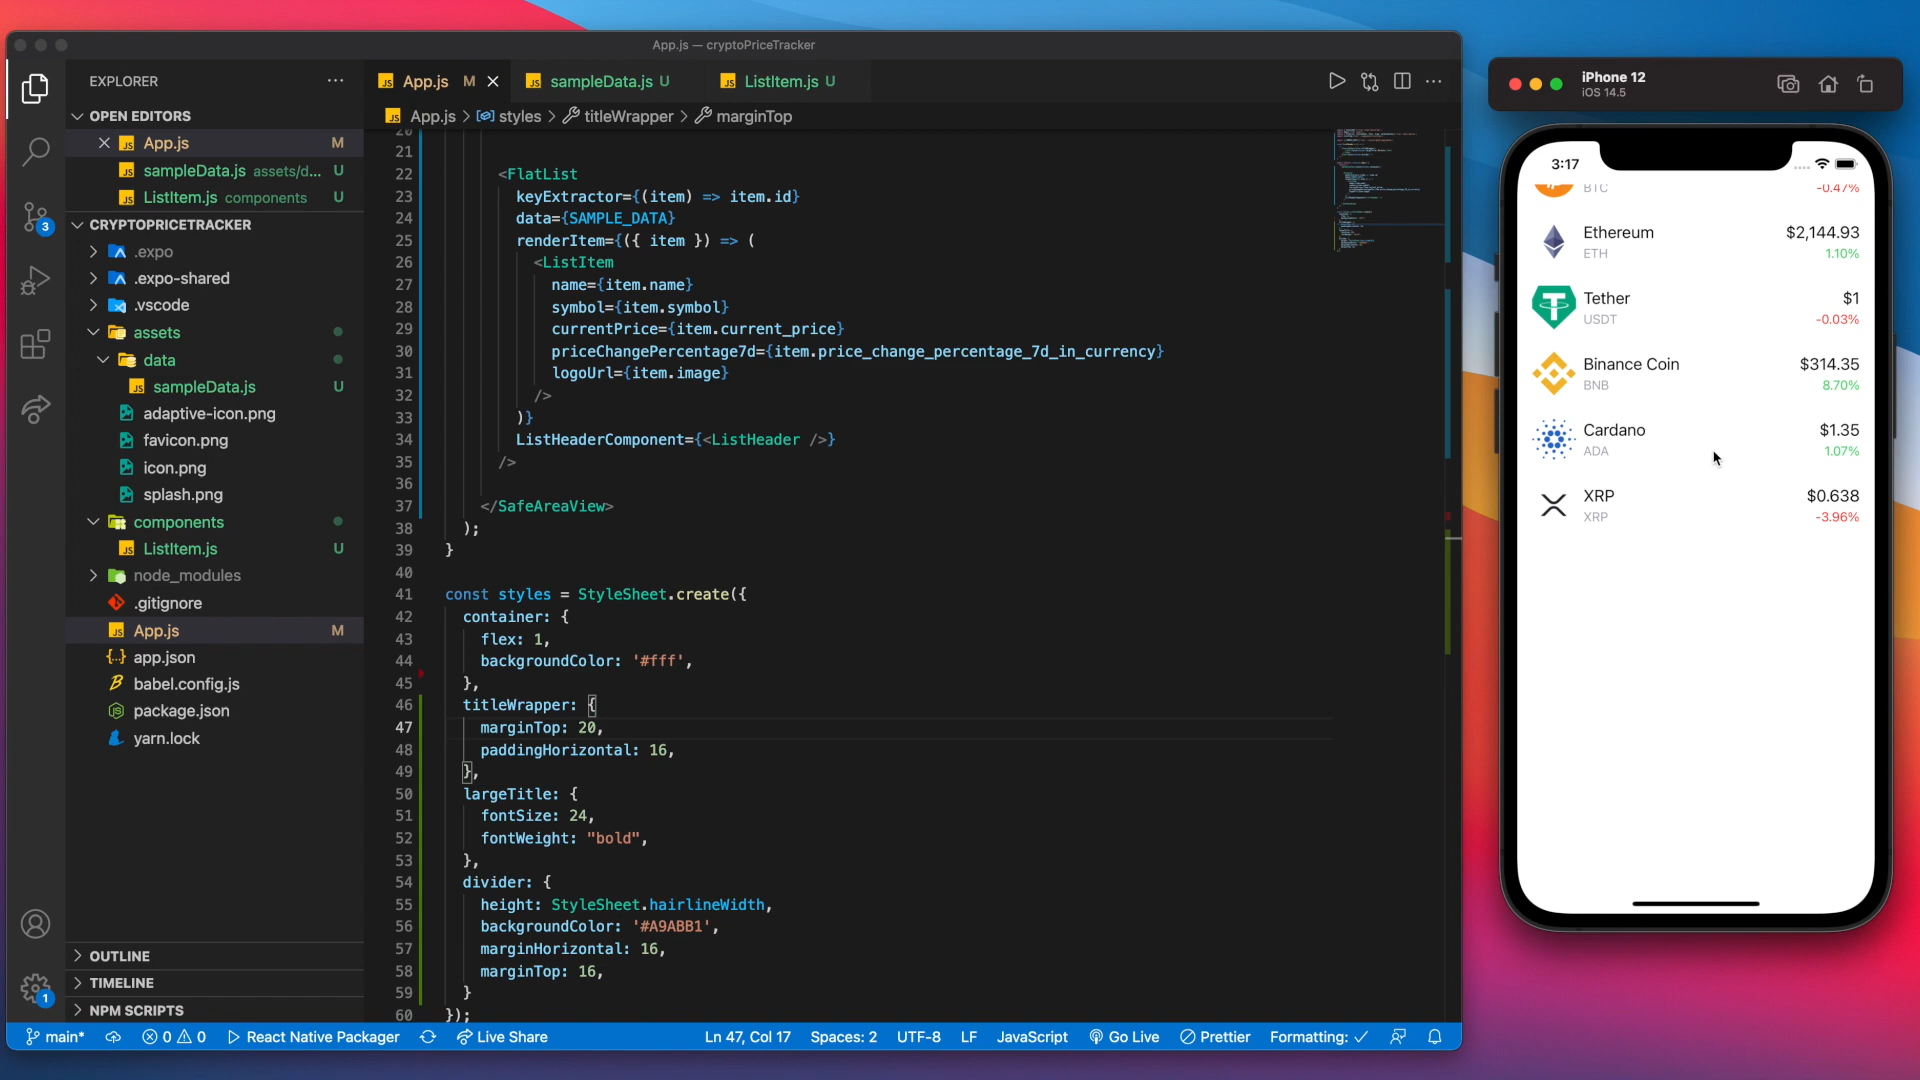 App.js — cryptoPriceTracker
EXPLORER
OPEN EDITORS
App.js M
sampleData.js assets/d... U
ListItem.js components U
CRYPTOPRICETRACKER
.expo
.expo-shared
.vscode
assets
data
sampleData.js U
adaptive-icon.png
favicon.png
icon.png
splash.png
components
ListItem.js U
node_modules
.gitignore
App.js M
app.json
babel.config.js
package.json
yarn.lock
OUTLINE
TIMELINE
NPM SCRIPTS
3
1
App.js M
sampleData.js U
ListItem.js U
App.js > styles > titleWrapper > marginTop
20
21
22 <FlatList
23 keyExtractor={(item) => item.id}
24 data={SAMPLE_DATA}
25 renderItem={({ item }) => (
26 <ListItem
27 name={item.name}
28 symbol={item.symbol}
29 currentPrice={item.current_price}
30 priceChangePercentage7d={item.price_change_percentage_7d_in_currency}
31 logoUrl={item.image}
32 />
33 )}
34 ListHeaderComponent={<ListHeader />}
35 />
36
37 </SafeAreaView>
38 );
39 }
40
41 const styles = StyleSheet.create({
42 container: {
43 flex: 1,
44 backgroundColor: '#fff',
45 },
46 titleWrapper: {
47 marginTop: 20,
48 paddingHorizontal: 16,
49 },
50 largeTitle: {
51 fontSize: 24,
52 fontWeight: "bold",
53 },
54 divider: {
55 height: StyleSheet.hairlineWidth,
56 backgroundColor: '#A9ABB1',
57 marginHorizontal: 16,
58 marginTop: 16,
59 }
60 });
main* 0 0 React Native Packager Live Share Ln 47, Col 17 Spaces: 2 UTF-8 LF JavaScript Go Live Prettier Formatting: ✓
iPhone 12
iOS 14.5
3:17
BTC -0.47%
Ethereum $2,144.93
ETH 1.10%
Tether $1
USDT -0.03%
Binance Coin $314.35
BNB 8.70%
Cardano $1.35
ADA 1.07%
XRP $0.638
XRP -3.96%